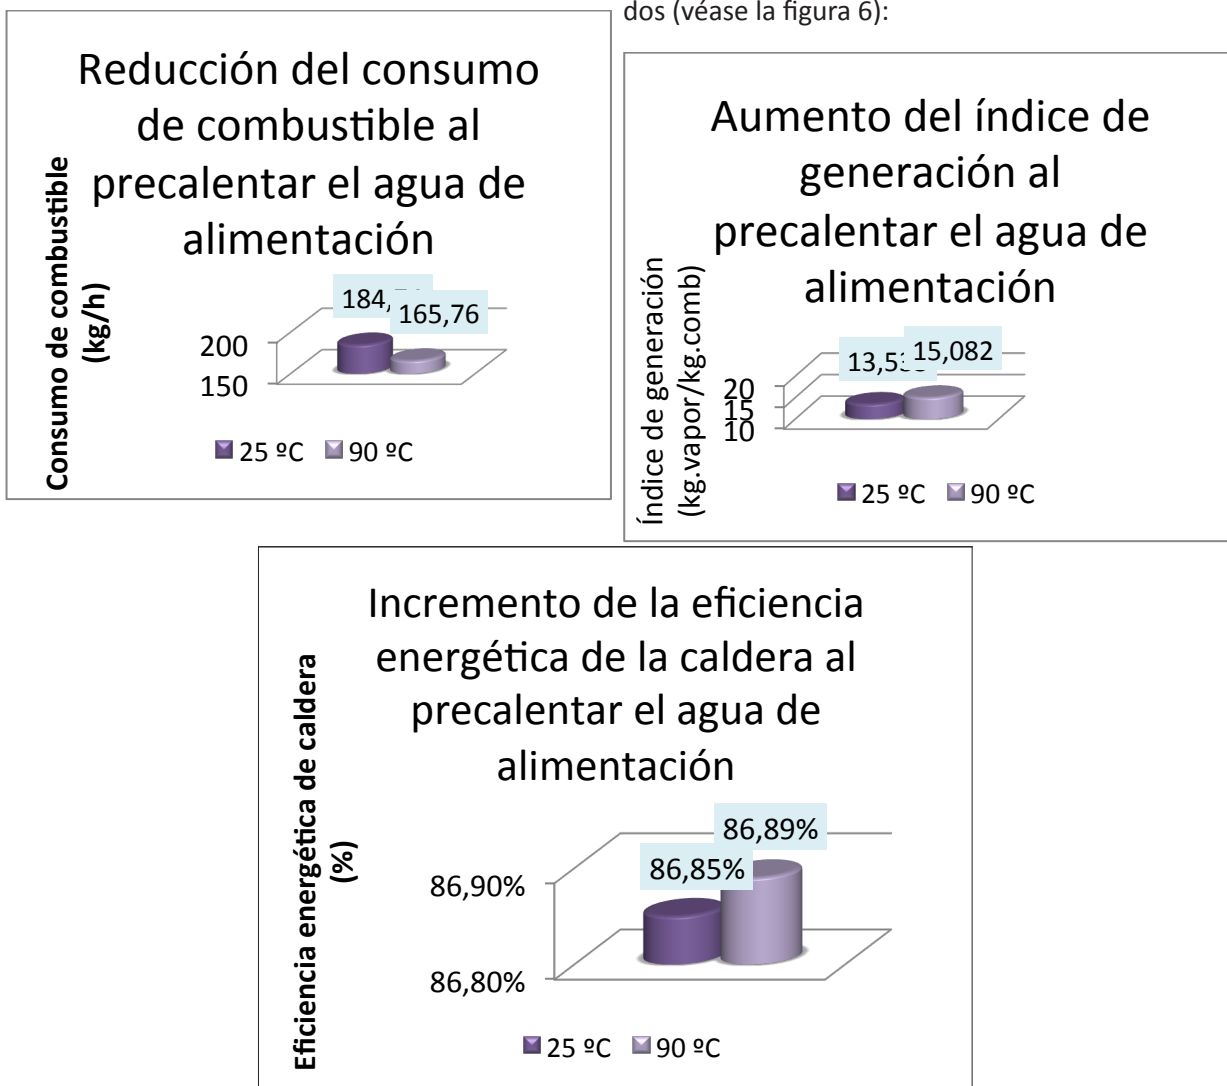 dos (véase la figura 6):
Reducción del consumo
de combustible al
precalentar el agua de
alimentación
Consumo de combustible
(kg/h)
165,76
200
150
25 ºC 90 ºC
Aumento del índice de
generación al
precalentar el agua de
alimentación
Índice de generación
(kg.vapor/kg.comb)
15,082
20
15
10
25 ºC 90 ºC
Incremento de la eficiencia
energética de la caldera al
precalentar el agua de
alimentación
Eficiencia energética de caldera
(%)
86,89%
86,85%
86,90%
86,80%
25 ºC 90 ºC